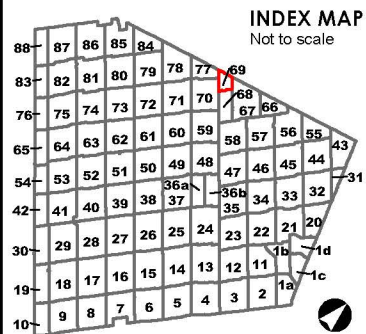 INDEX MAP
Not to scale
88 87 86 85 84
83 82 81 80 79 78 77 69
76 75 74 73 72 71 70 68 67 66
65 64 63 62 61 60 59 58 57 56 55 43
54 53 52 51 50 49 48 47 46 45 44 31
42 41 40 39 38 37 36a 36b 35 34 33 32
30 29 28 27 26 25 24 23 22 21 20
19 18 17 16 15 14 13 12 11 1b 1d 1c
10 9 8 7 6 5 4 3 2 1a